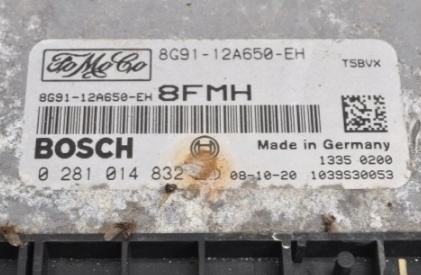 FoMoCo 8G91-12A650-EH TSBVX
8G91-12A650-EH 8FMH
BOSCH Made in Germany
1335 0200
0 281 014 832 08-10-20 1039S30053